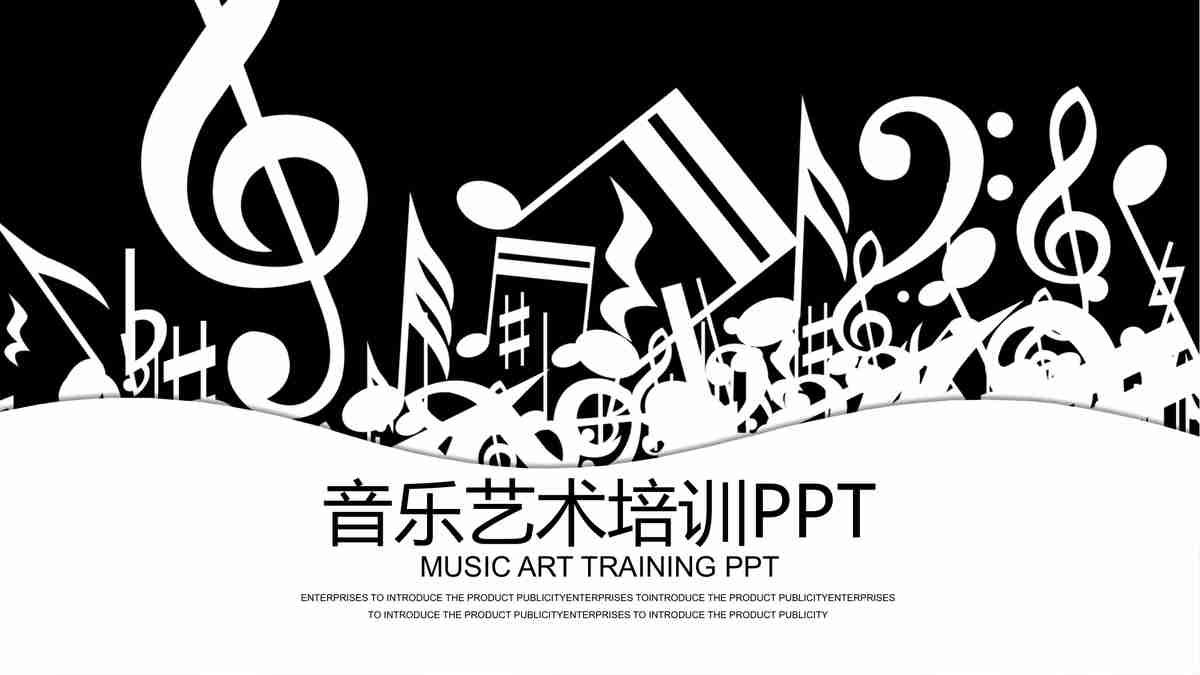 音乐艺术培训PPT
MUSIC ART TRAINING PPT
ENTERPRISES TO INTRODUCE THE PRODUCT PUBLICITYENTERPRISES TOINTRODUCE THE PRODUCT PUBLICITYENTERPRISES
TO INTRODUCE THE PRODUCT PUBLICITYENTERPRISES TO INTRODUCE THE PRODUCT PUBLICITY